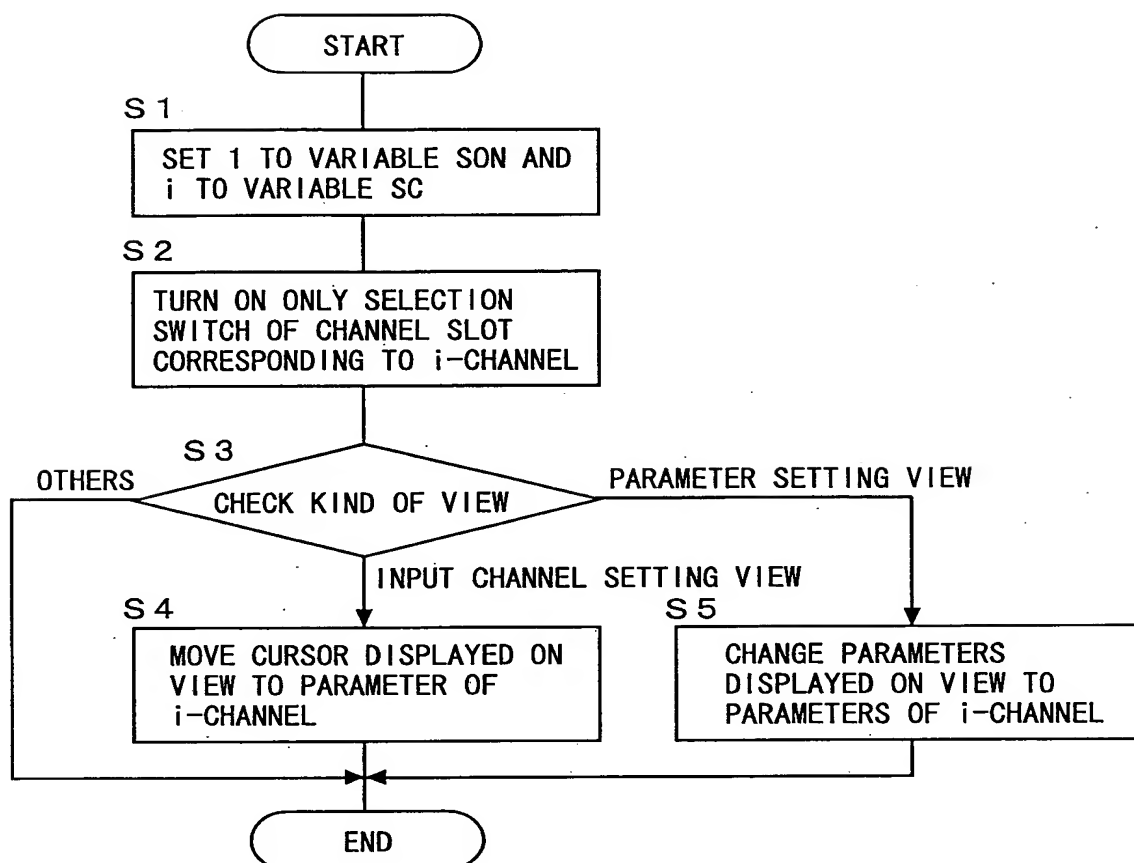 START
S1
SET 1 TO VARIABLE SON AND
i TO VARIABLE SC
S2
TURN ON ONLY SELECTION
SWITCH OF CHANNEL SLOT
CORRESPONDING TO i-CHANNEL
S3
OTHERS
CHECK KIND OF VIEW
PARAMETER SETTING VIEW
INPUT CHANNEL SETTING VIEW
S4
MOVE CURSOR DISPLAYED ON
VIEW TO PARAMETER OF
i-CHANNEL
S5
CHANGE PARAMETERS
DISPLAYED ON VIEW TO
PARAMETERS OF i-CHANNEL
END